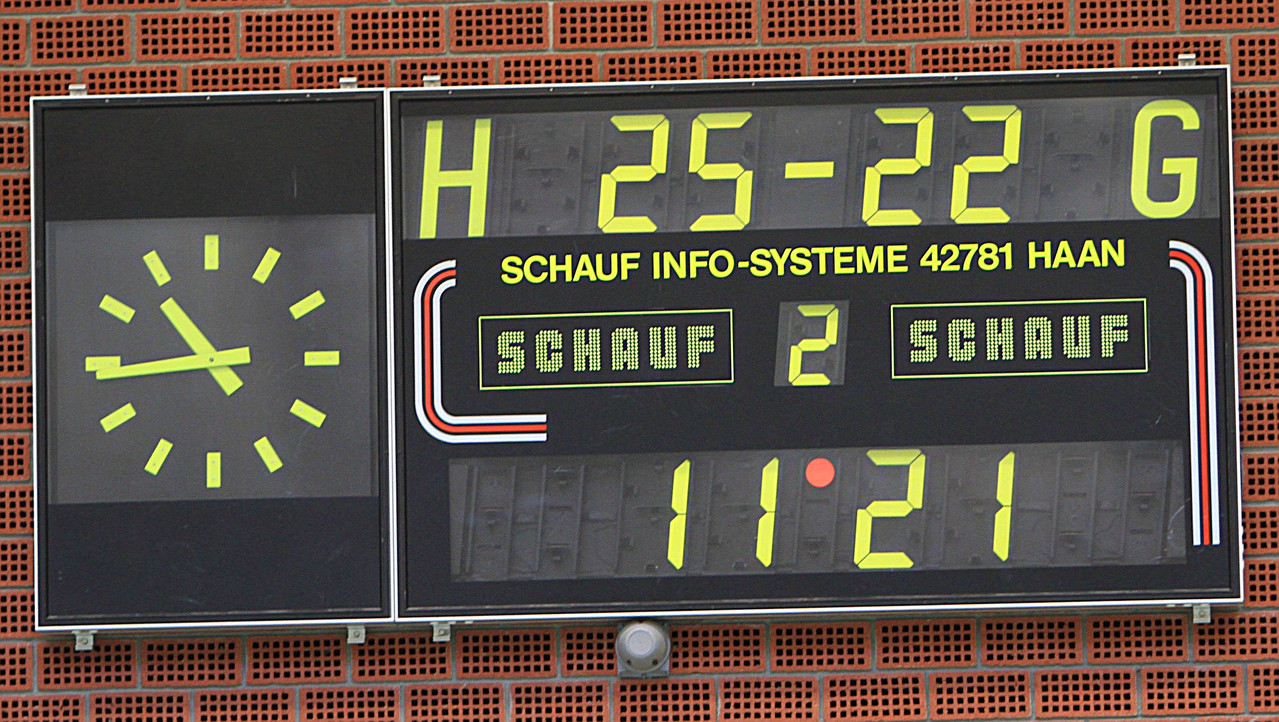 H 25-22 G
SCHAUF INFO-SYSTEME 42781 HAAN
SCHAUF 2 SCHAUF
11•21